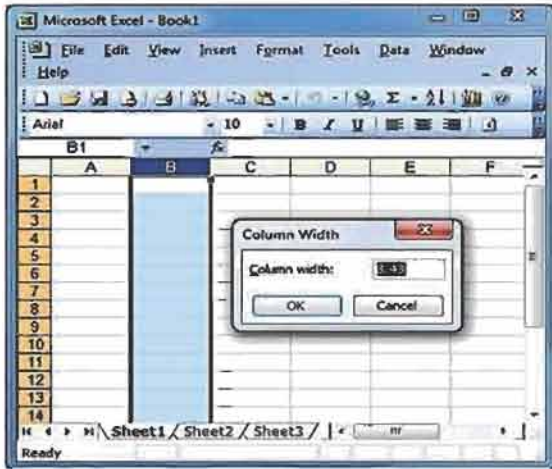 Microsoft Excel - Book1
File Edit View Insert Format Tools Data Window
Help
Arial 10 B I U
B1 fx
A B C D E F
1
2
3
4
5
6
7
8
9
10
11
12
13
14
Column Width
Column width:
OK Cancel
Sheet1 Sheet2 Sheet3
Ready